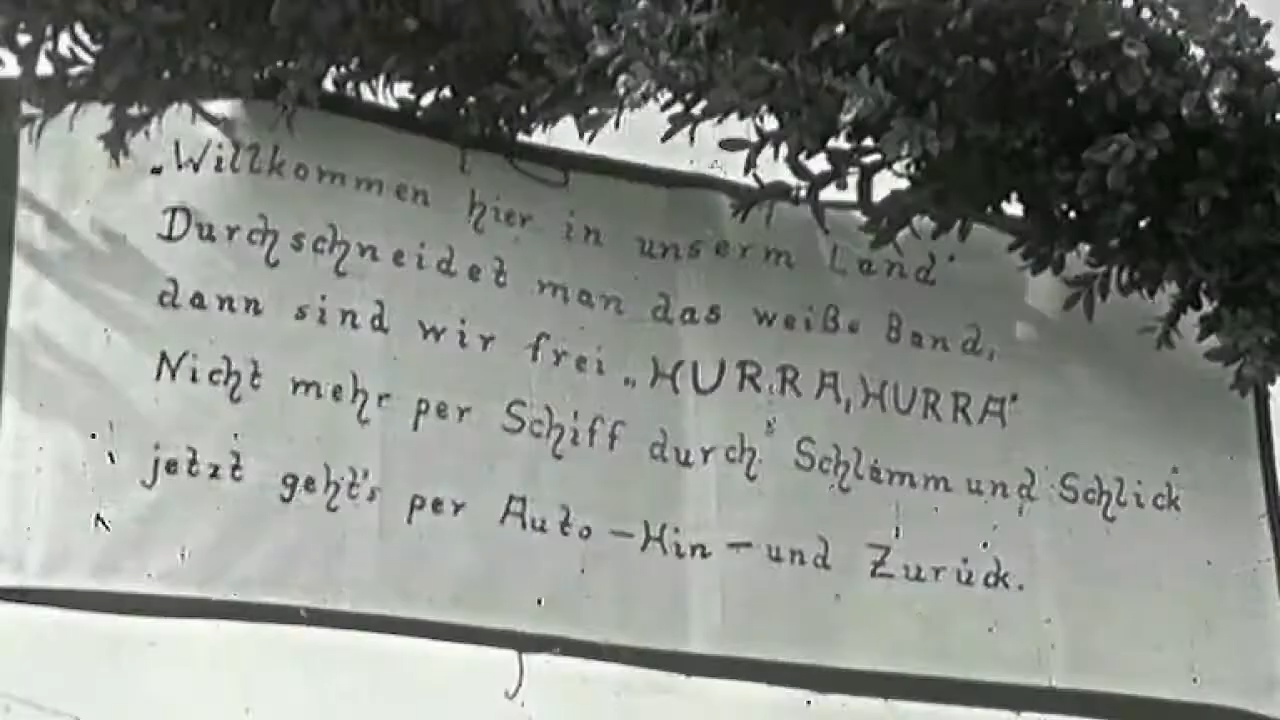 „Willkommen hier in unserm Land"
Durchschneidet man das weiße Band,
dann sind wir frei „HURRA, HURRA"
Nicht mehr per Schiff durch Schlamm und Schlick
jetzt geht's per Auto – Hin – und Zurück.